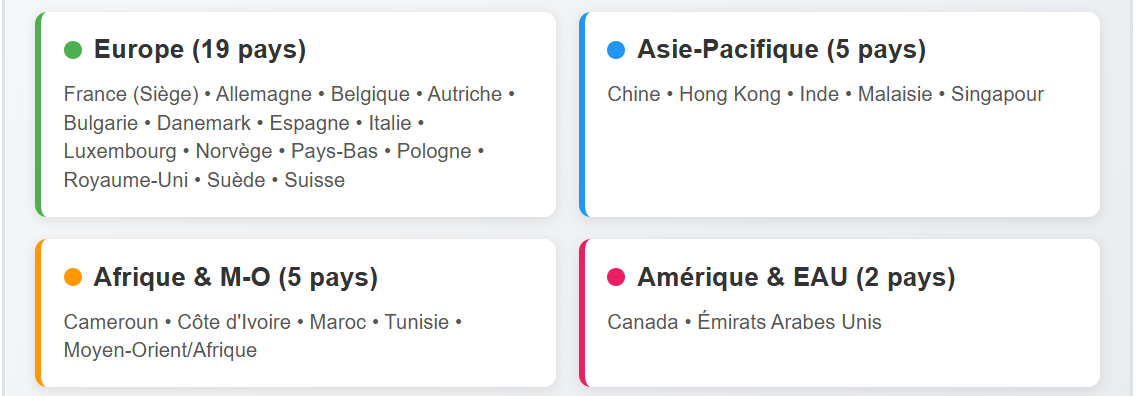 Europe (19 pays)
France (Siège) • Allemagne • Belgique • Autriche •
Bulgarie • Danemark • Espagne • Italie •
Luxembourg • Norvège • Pays-Bas • Pologne •
Royaume-Uni • Suède • Suisse
Asie-Pacifique (5 pays)
Chine • Hong Kong • Inde • Malaisie • Singapour
Afrique & M-O (5 pays)
Cameroun • Côte d'Ivoire • Maroc • Tunisie •
Moyen-Orient/Afrique
Amérique & EAU (2 pays)
Canada • Émirats Arabes Unis